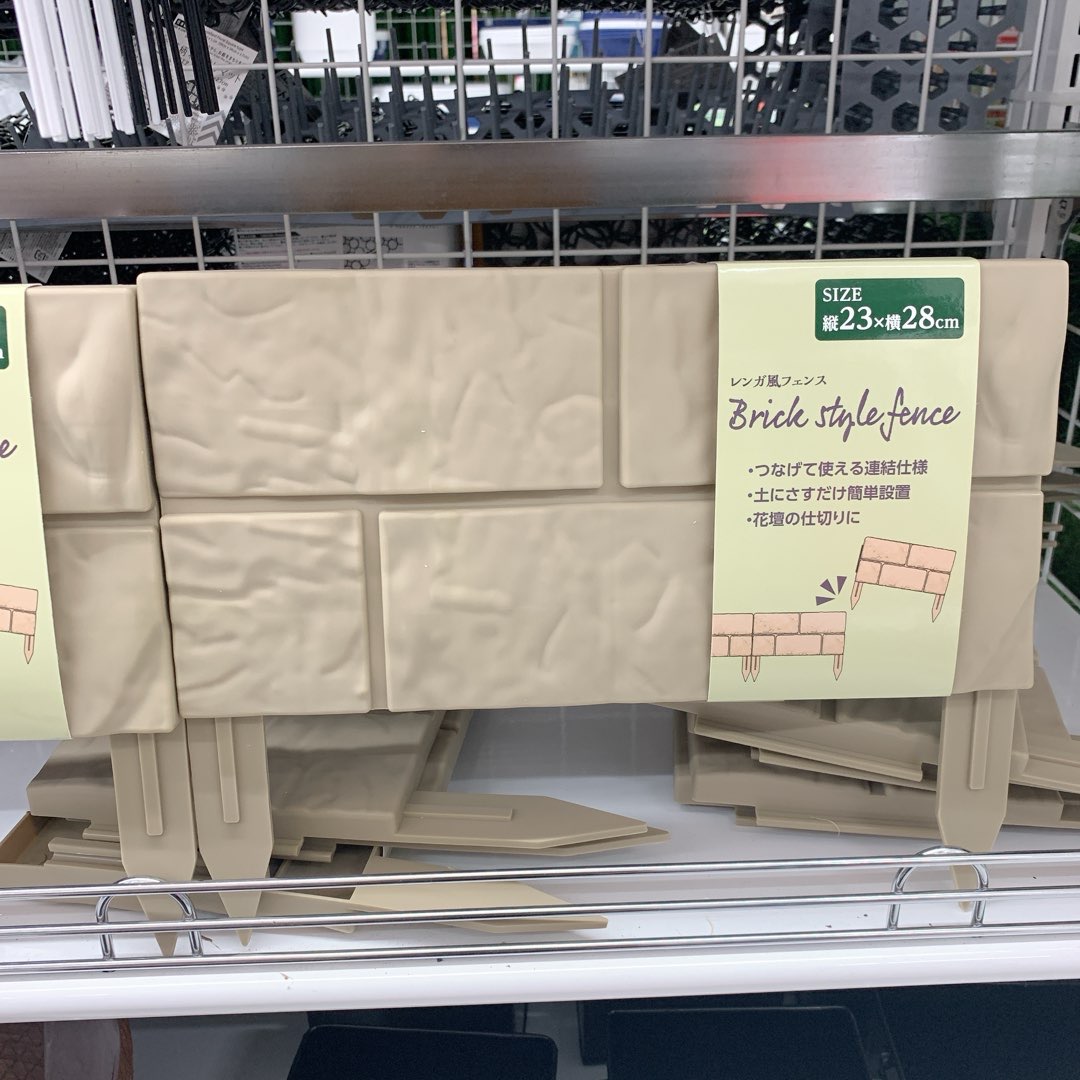 SIZE
縦23×横28cm
レンガ風フェンス
Brick style fence
・つなげて使える連結仕様
・土にさすだけ簡単設置
・花壇の仕切りに